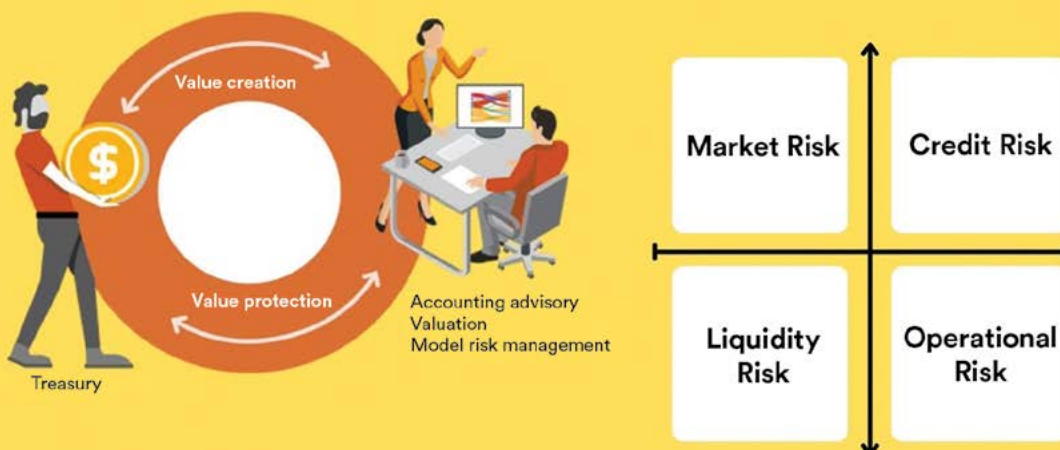 Value creation
$
Value protection
Treasury
Accounting advisory
Valuation
Model risk management
Market Risk
Credit Risk
Liquidity
Risk
Operational
Risk